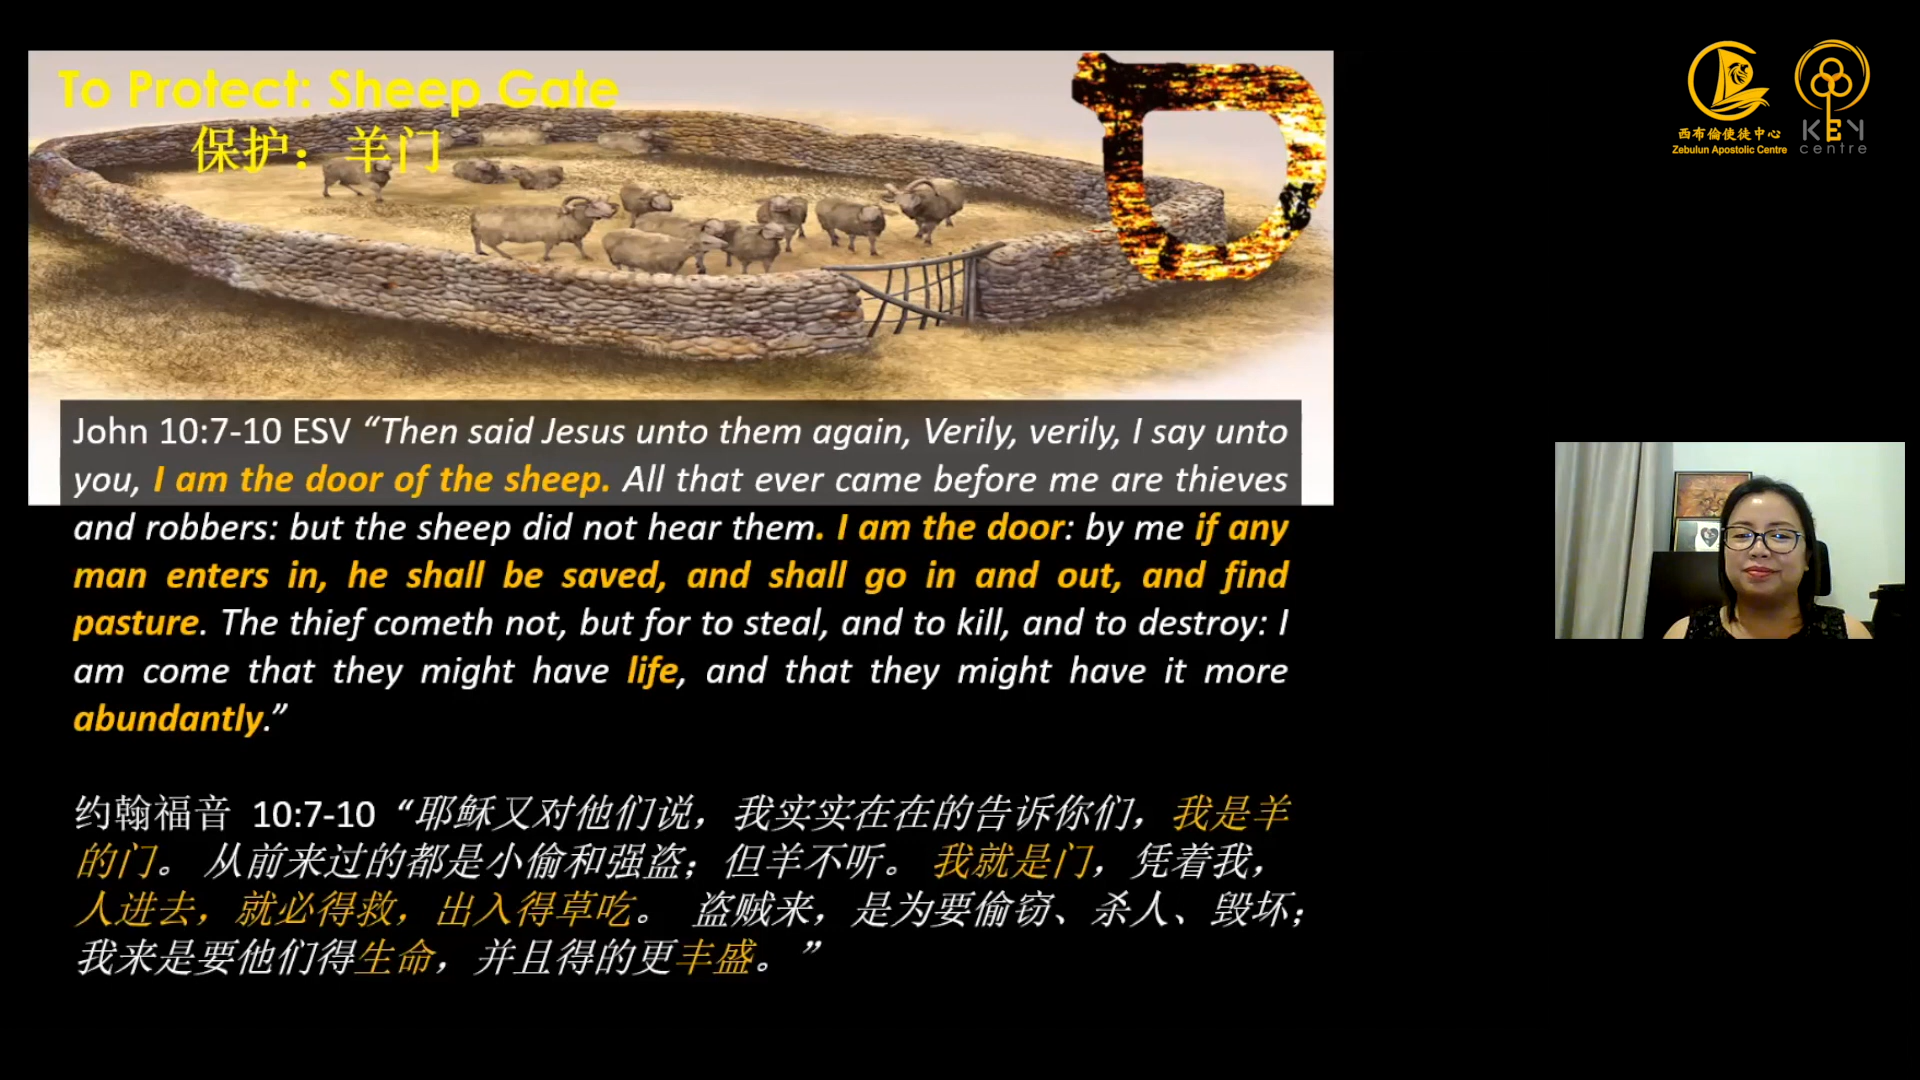 To Protect: Sheep Gate
保护：羊门
ס
西布倫使徒中心
Zebulun Apostolic Centre
KEY
centre
John 10:7-10 ESV “Then said Jesus unto them again, Verily, verily, I say unto
you, I am the door of the sheep. All that ever came before me are thieves
and robbers: but the sheep did not hear them. I am the door: by me if any
man enters in, he shall be saved, and shall go in and out, and find
pasture. The thief cometh not, but for to steal, and to kill, and to destroy: I
am come that they might have life, and that they might have it more
abundantly.”
约翰福音 10:7-10 “耶稣又对他们说，我实实在在的告诉你们，我是羊
的门。 从前来过的都是小偷和强盗；但羊不听。 我就是门，凭着我，
人进去，就必得救，出入得草吃。 盗贼来，是为要偷窃、杀人、毁坏；
我来是要他们得生命，并且得的更丰盛。”